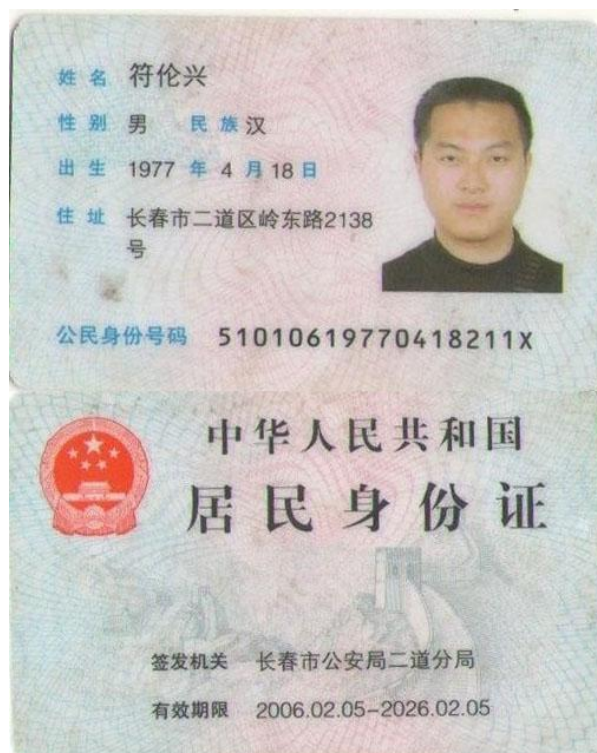 姓名 符伦兴
性别 男 民族 汉
出生 1977 年 4 月 18 日
住址 长春市二道区岭东路2138
号
公民身份号码 51010619770418211X
中华人民共和国
居民身份证
签发机关 长春市公安局二道分局
有效期限 2006.02.05-2026.02.05